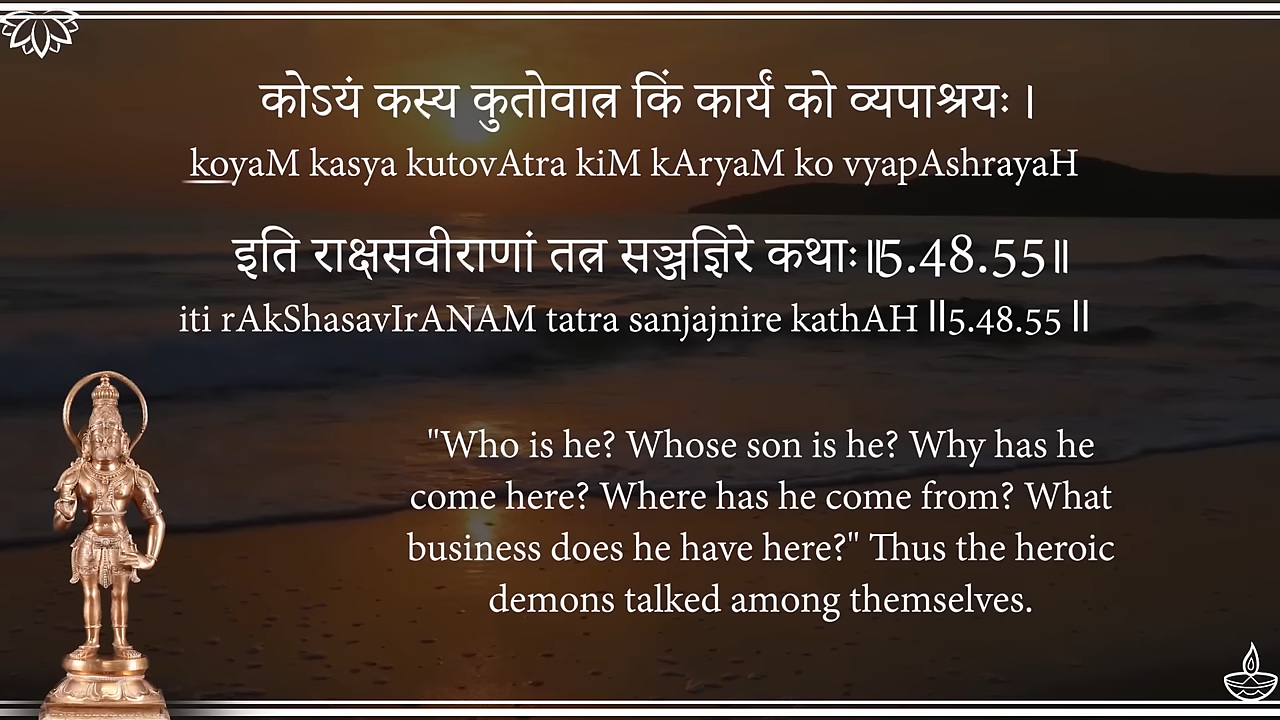 कोऽयं कस्य कुतोवात्र किं कार्यं को व्यपाश्रयः ।
koyaM kasya kutovAtra kiM kAryaM ko vyapAshrayaH
इति राक्षसवीराणां तत्र सञ्जज्ञिरे कथाः॥5.48.55॥
iti rAkShasavIrANAM tatra sanjajnire kathAH ॥5.48.55 ॥
"Who is he? Whose son is he? Why has he
come here? Where has he come from? What
business does he have here?" Thus the heroic
demons talked among themselves.